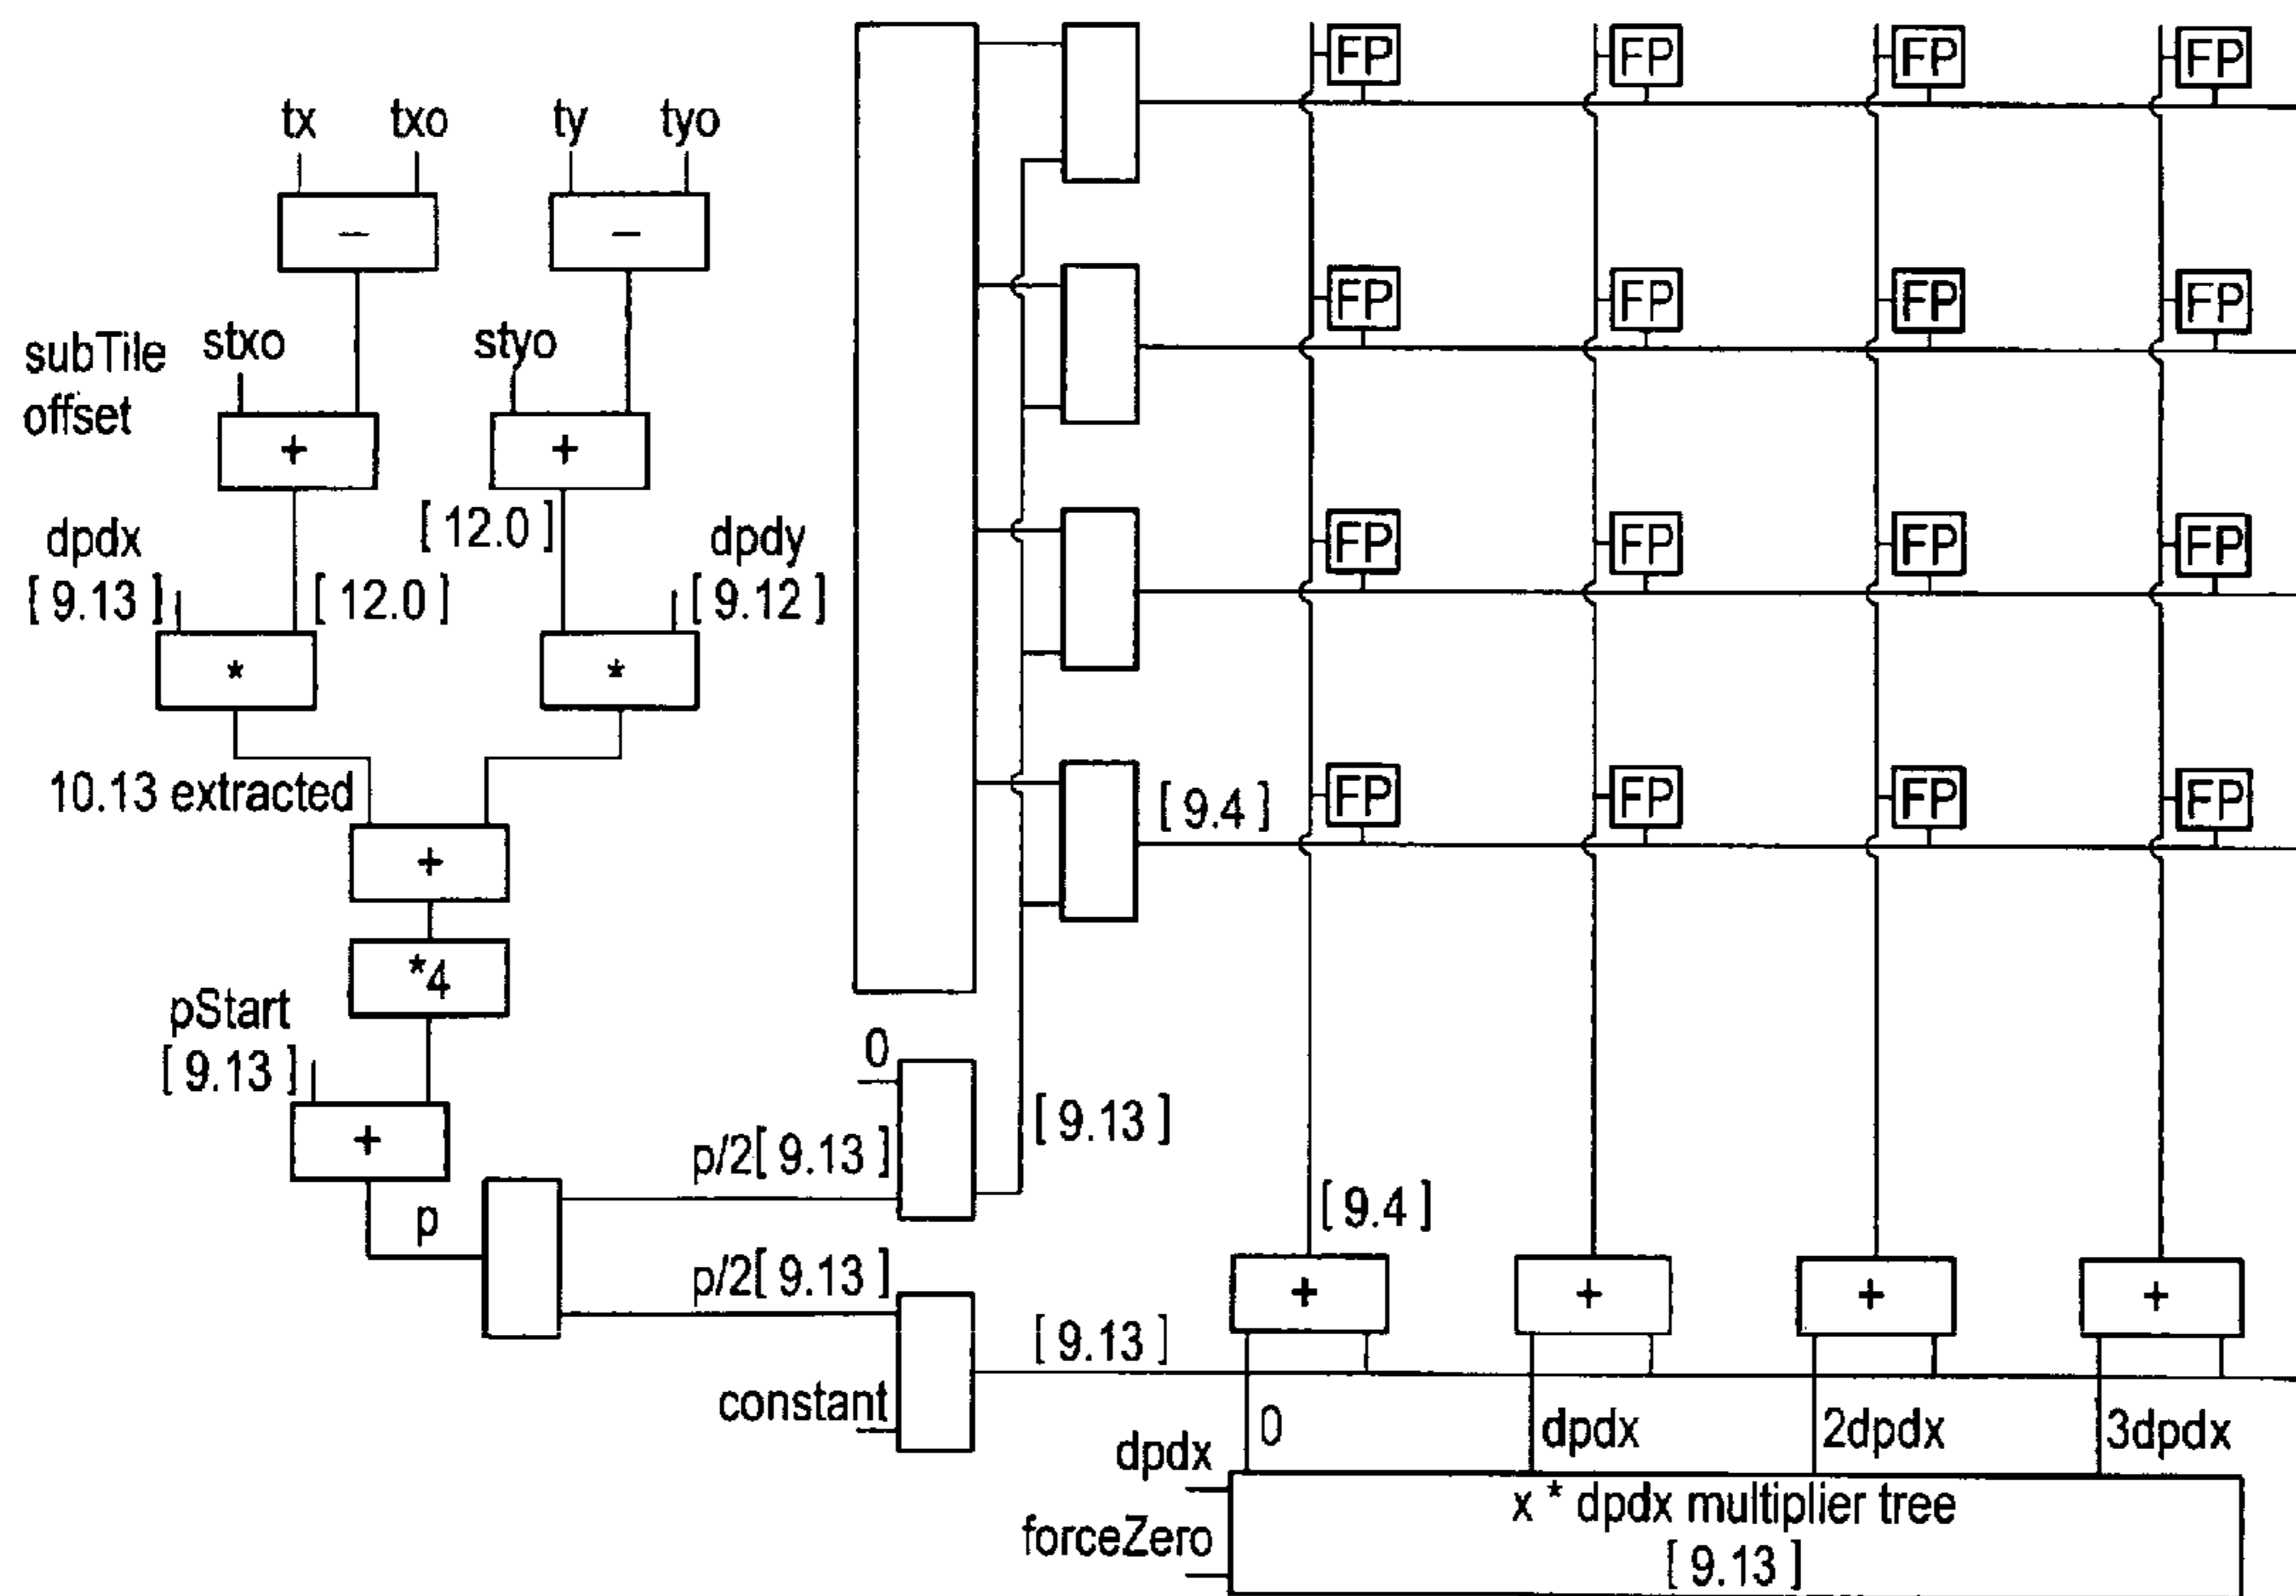 FP FP FP FP
tx txo ty tyo
– –
subTile stxo styo
offset
+ +
FP FP FP FP
[ 12.0 ]
dpdx dpdy
[ 9.13 ] [ 12.0 ] [ 9.12 ]
FP FP FP FP
* *
10.13 extracted
[ 9.4 ] FP FP FP FP
+
*4
pStart
[ 9.13 ]
0
+
p/2[ 9.13 ] [ 9.13 ]
p
[ 9.4 ]
p/2[ 9.13 ]
+ + + +
[ 9.13 ]
constant
0 dpdx 2dpdx 3dpdx
dpdx
x * dpdx multiplier tree
forceZero
[ 9.13 ]